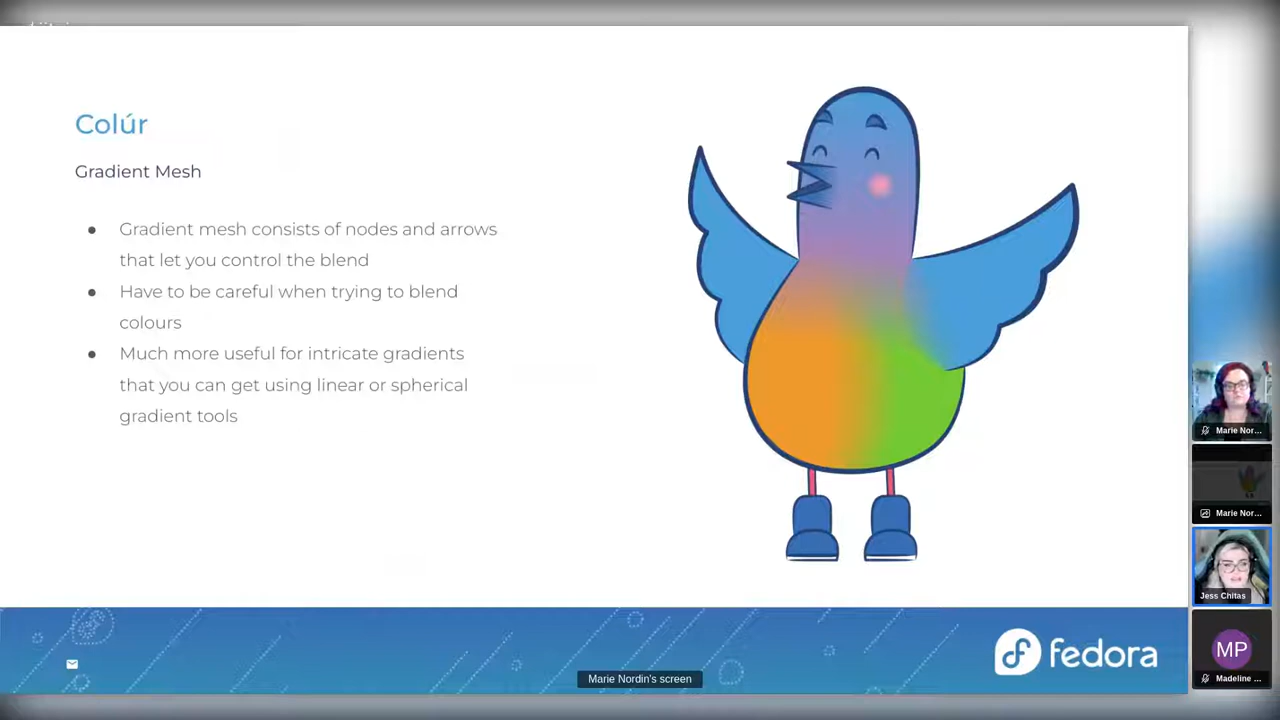 Colúr
Gradient Mesh
● Gradient mesh consists of nodes and arrows
that let you control the blend
● Have to be careful when trying to blend
colours
● Much more useful for intricate gradients
that you can get using linear or spherical
gradient tools
fedora
Marie Nordin's screen
Marie Nor...
Marie Nor...
Jess Chitas
MP
Madeline ...